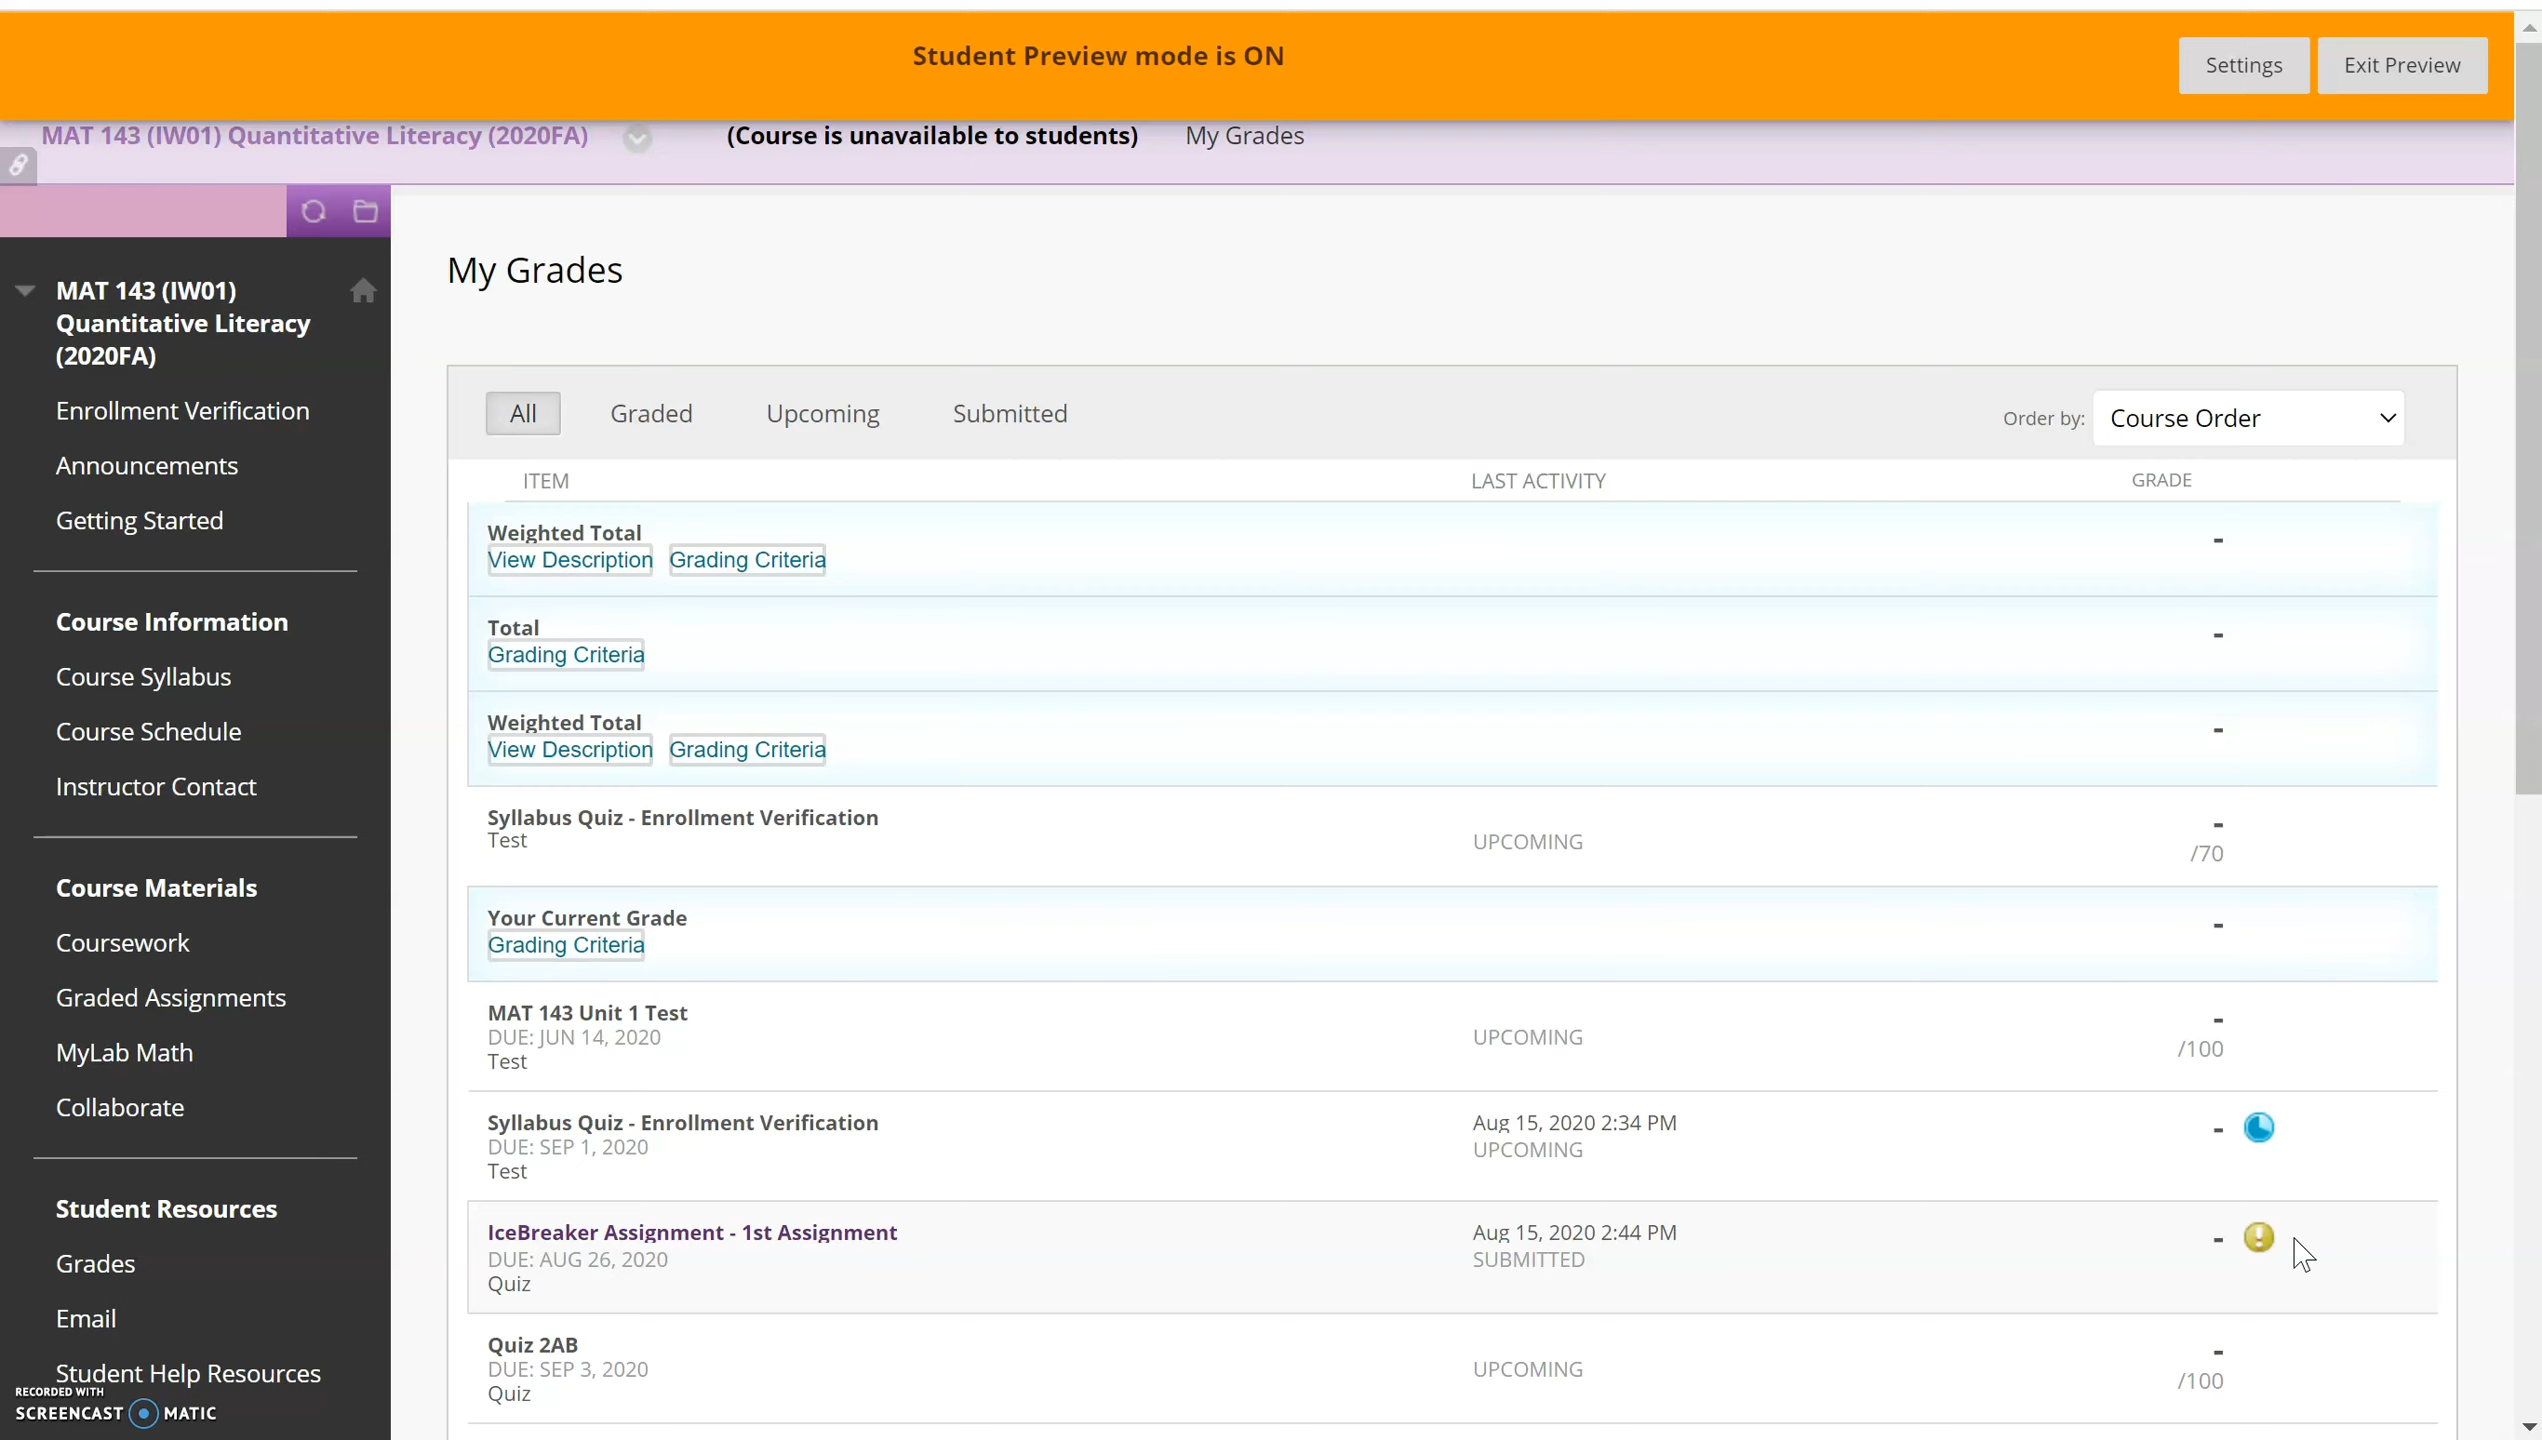 Student Preview mode is ON
Settings
Exit Preview
MAT 143 (IW01) Quantitative Literacy (2020FA)
(Course is unavailable to students)
My Grades
MAT 143 (IW01)
Quantitative Literacy
(2020FA)
Enrollment Verification
Announcements
Getting Started
Course Information
Course Syllabus
Course Schedule
Instructor Contact
Course Materials
Coursework
Graded Assignments
MyLab Math
Collaborate
Student Resources
Grades
Email
Student Help Resources
RECORDED WITH
SCREENCAST MATIC
My Grades
All Graded Upcoming Submitted
Order by: Course Order
ITEM LAST ACTIVITY GRADE
Weighted Total -
View Description Grading Criteria
Total -
Grading Criteria
Weighted Total -
View Description Grading Criteria
Syllabus Quiz - Enrollment Verification -
Test UPCOMING /70
Your Current Grade -
Grading Criteria
MAT 143 Unit 1 Test -
DUE: JUN 14, 2020 UPCOMING /100
Test
Syllabus Quiz - Enrollment Verification Aug 15, 2020 2:34 PM -
DUE: SEP 1, 2020 UPCOMING
Test
IceBreaker Assignment - 1st Assignment Aug 15, 2020 2:44 PM -
DUE: AUG 26, 2020 SUBMITTED
Quiz
Quiz 2AB -
DUE: SEP 3, 2020 UPCOMING /100
Quiz